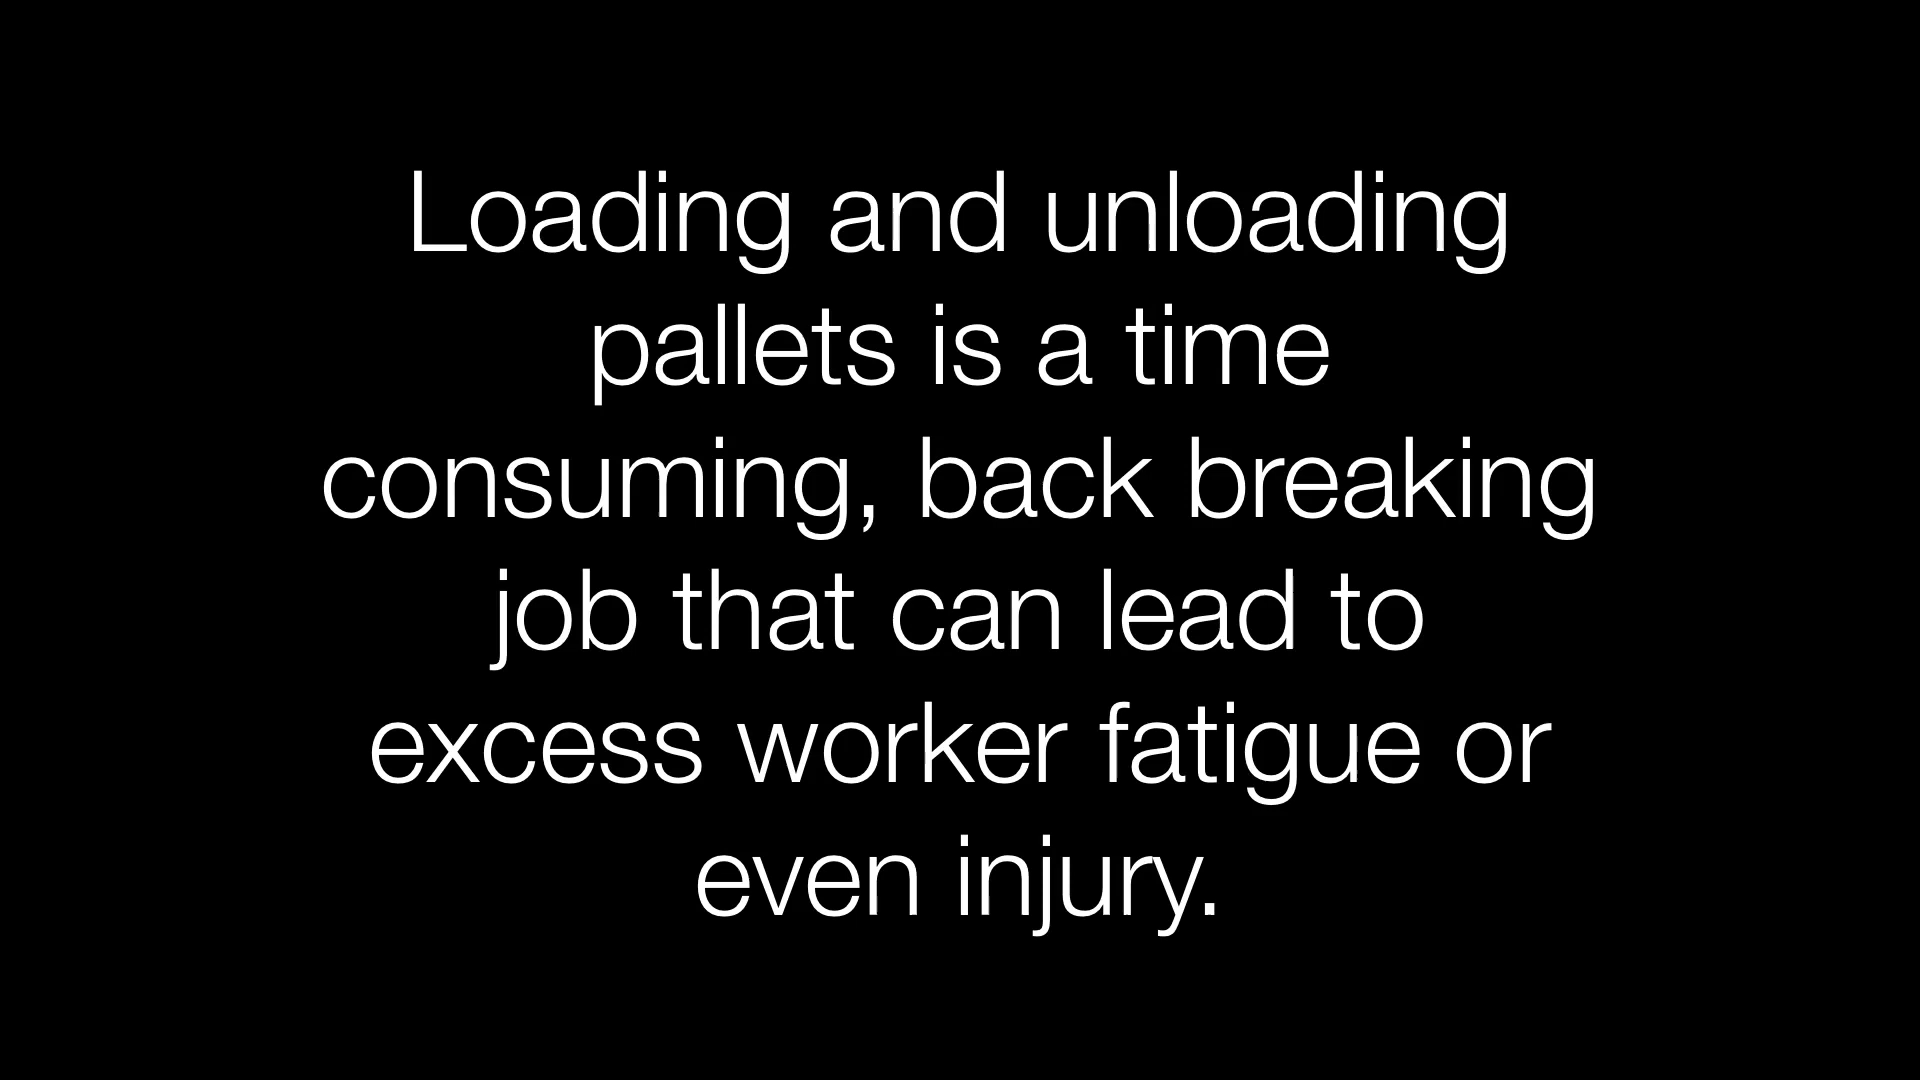 Loading and unloading
pallets is a time
consuming, back breaking
job that can lead to
excess worker fatigue or
even injury.